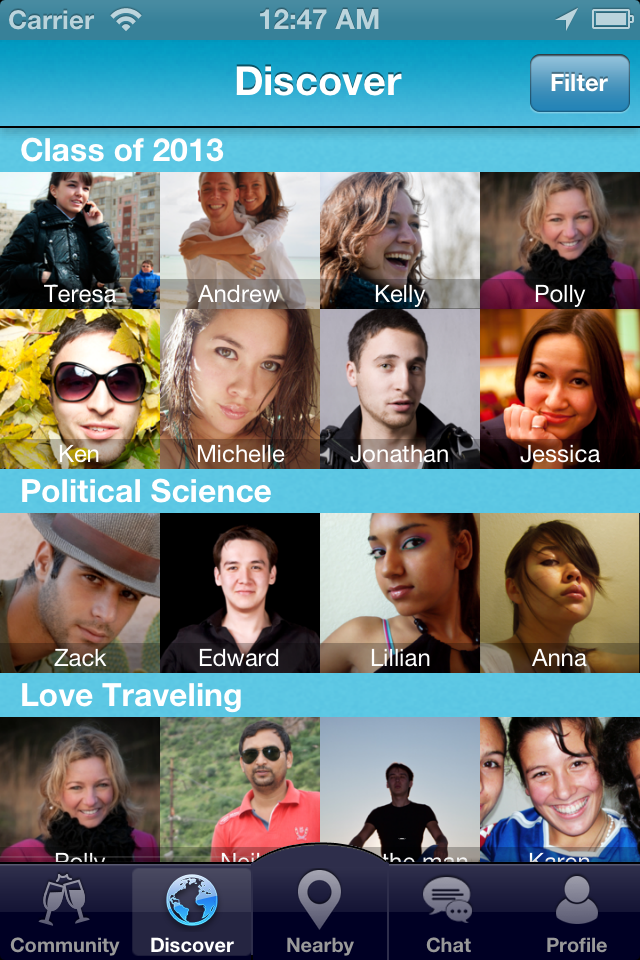 Carrier 12:47 AM
Discover
Filter
Class of 2013
Teresa Andrew Kelly Polly
Ken Michelle Jonathan Jessica
Political Science
Zack Edward Lillian Anna
Love Traveling
Polly Neil the man Karen
Community Discover Nearby Chat Profile